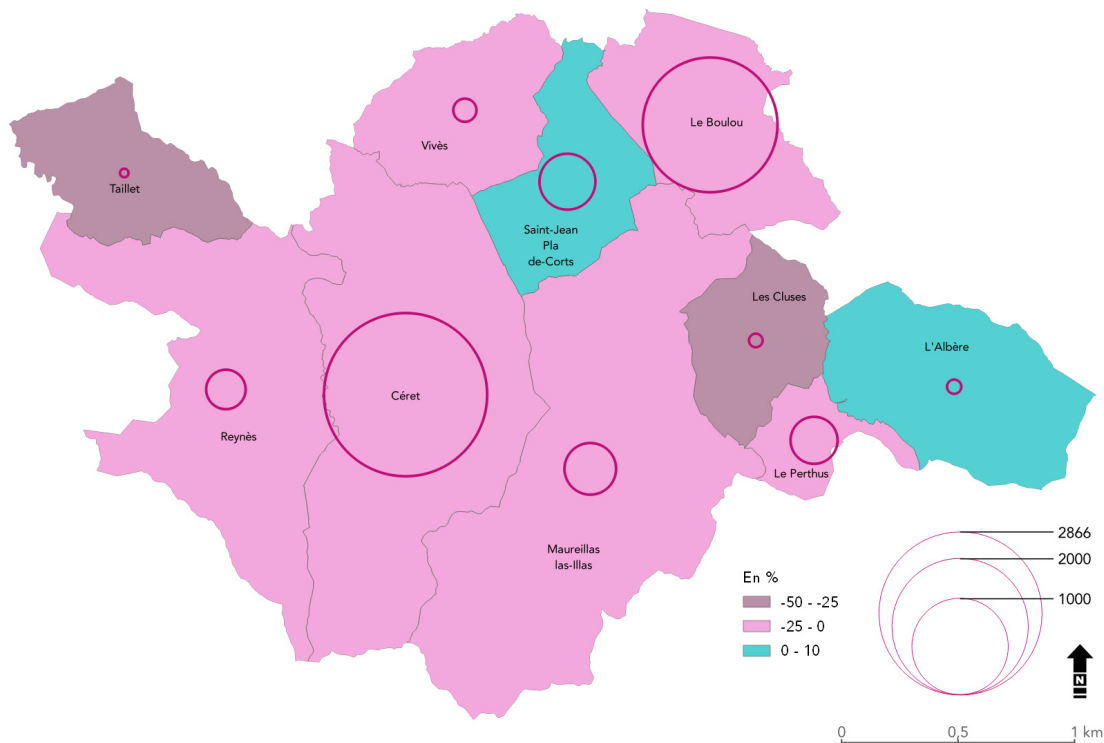 Le Boulou
Vivès
Taillet
Saint-Jean
Pla
de-Corts
Les Cluses
L'Albère
Céret
Reynès
Le Perthus
Maureillas
las-Illas
En %
-50 - -25
-25 - 0
0 - 10
2866
2000
1000
N
0
0,5
1 km